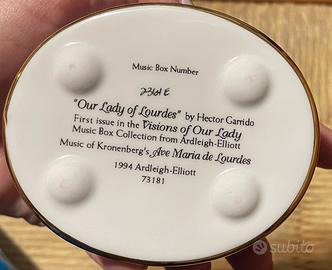 Music Box Number
2361 E
"Our Lady of Lourdes" by Hector Garrido
First issue in the Visions of Our Lady
Music Box Collection from Ardleigh-Elliott
Music of Kronenberg's, Ave Maria de Lourdes
1994 Ardleigh-Elliott
73181
subito